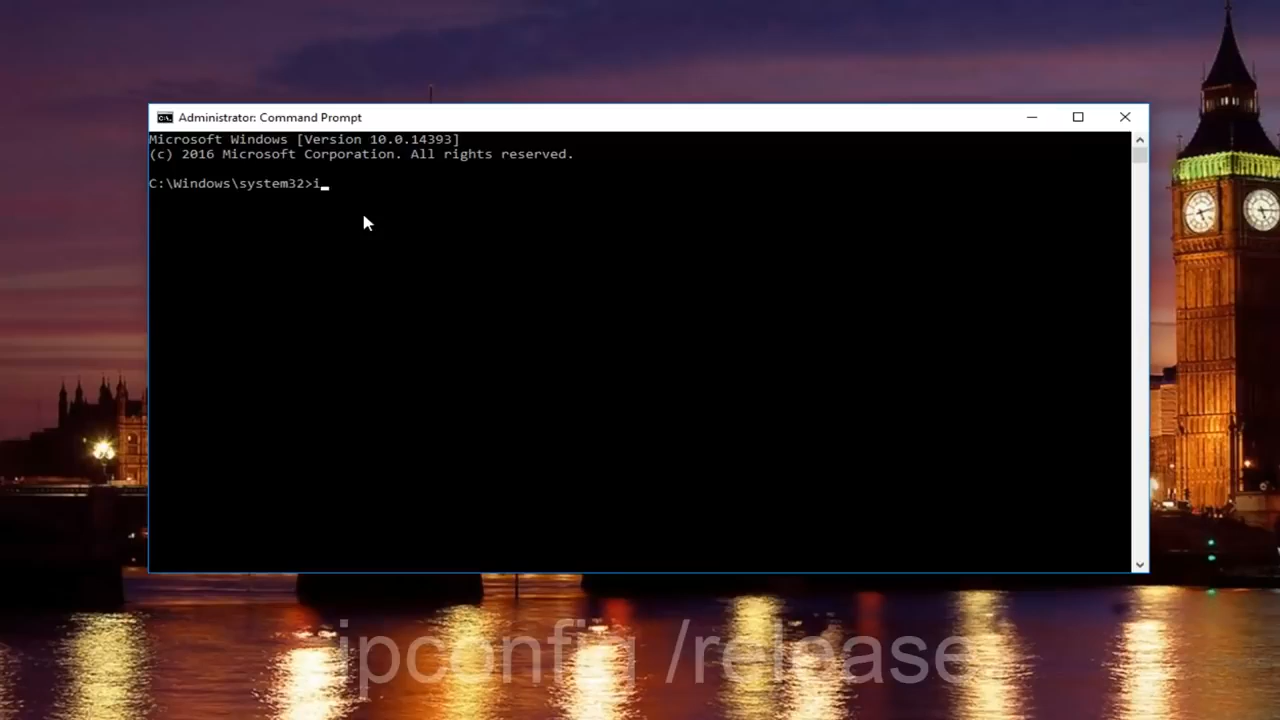 Administrator: Command Prompt
Microsoft Windows [Version 10.0.14393]
(c) 2016 Microsoft Corporation. All rights reserved.
C:\Windows\system32>i_
ipconfig /release